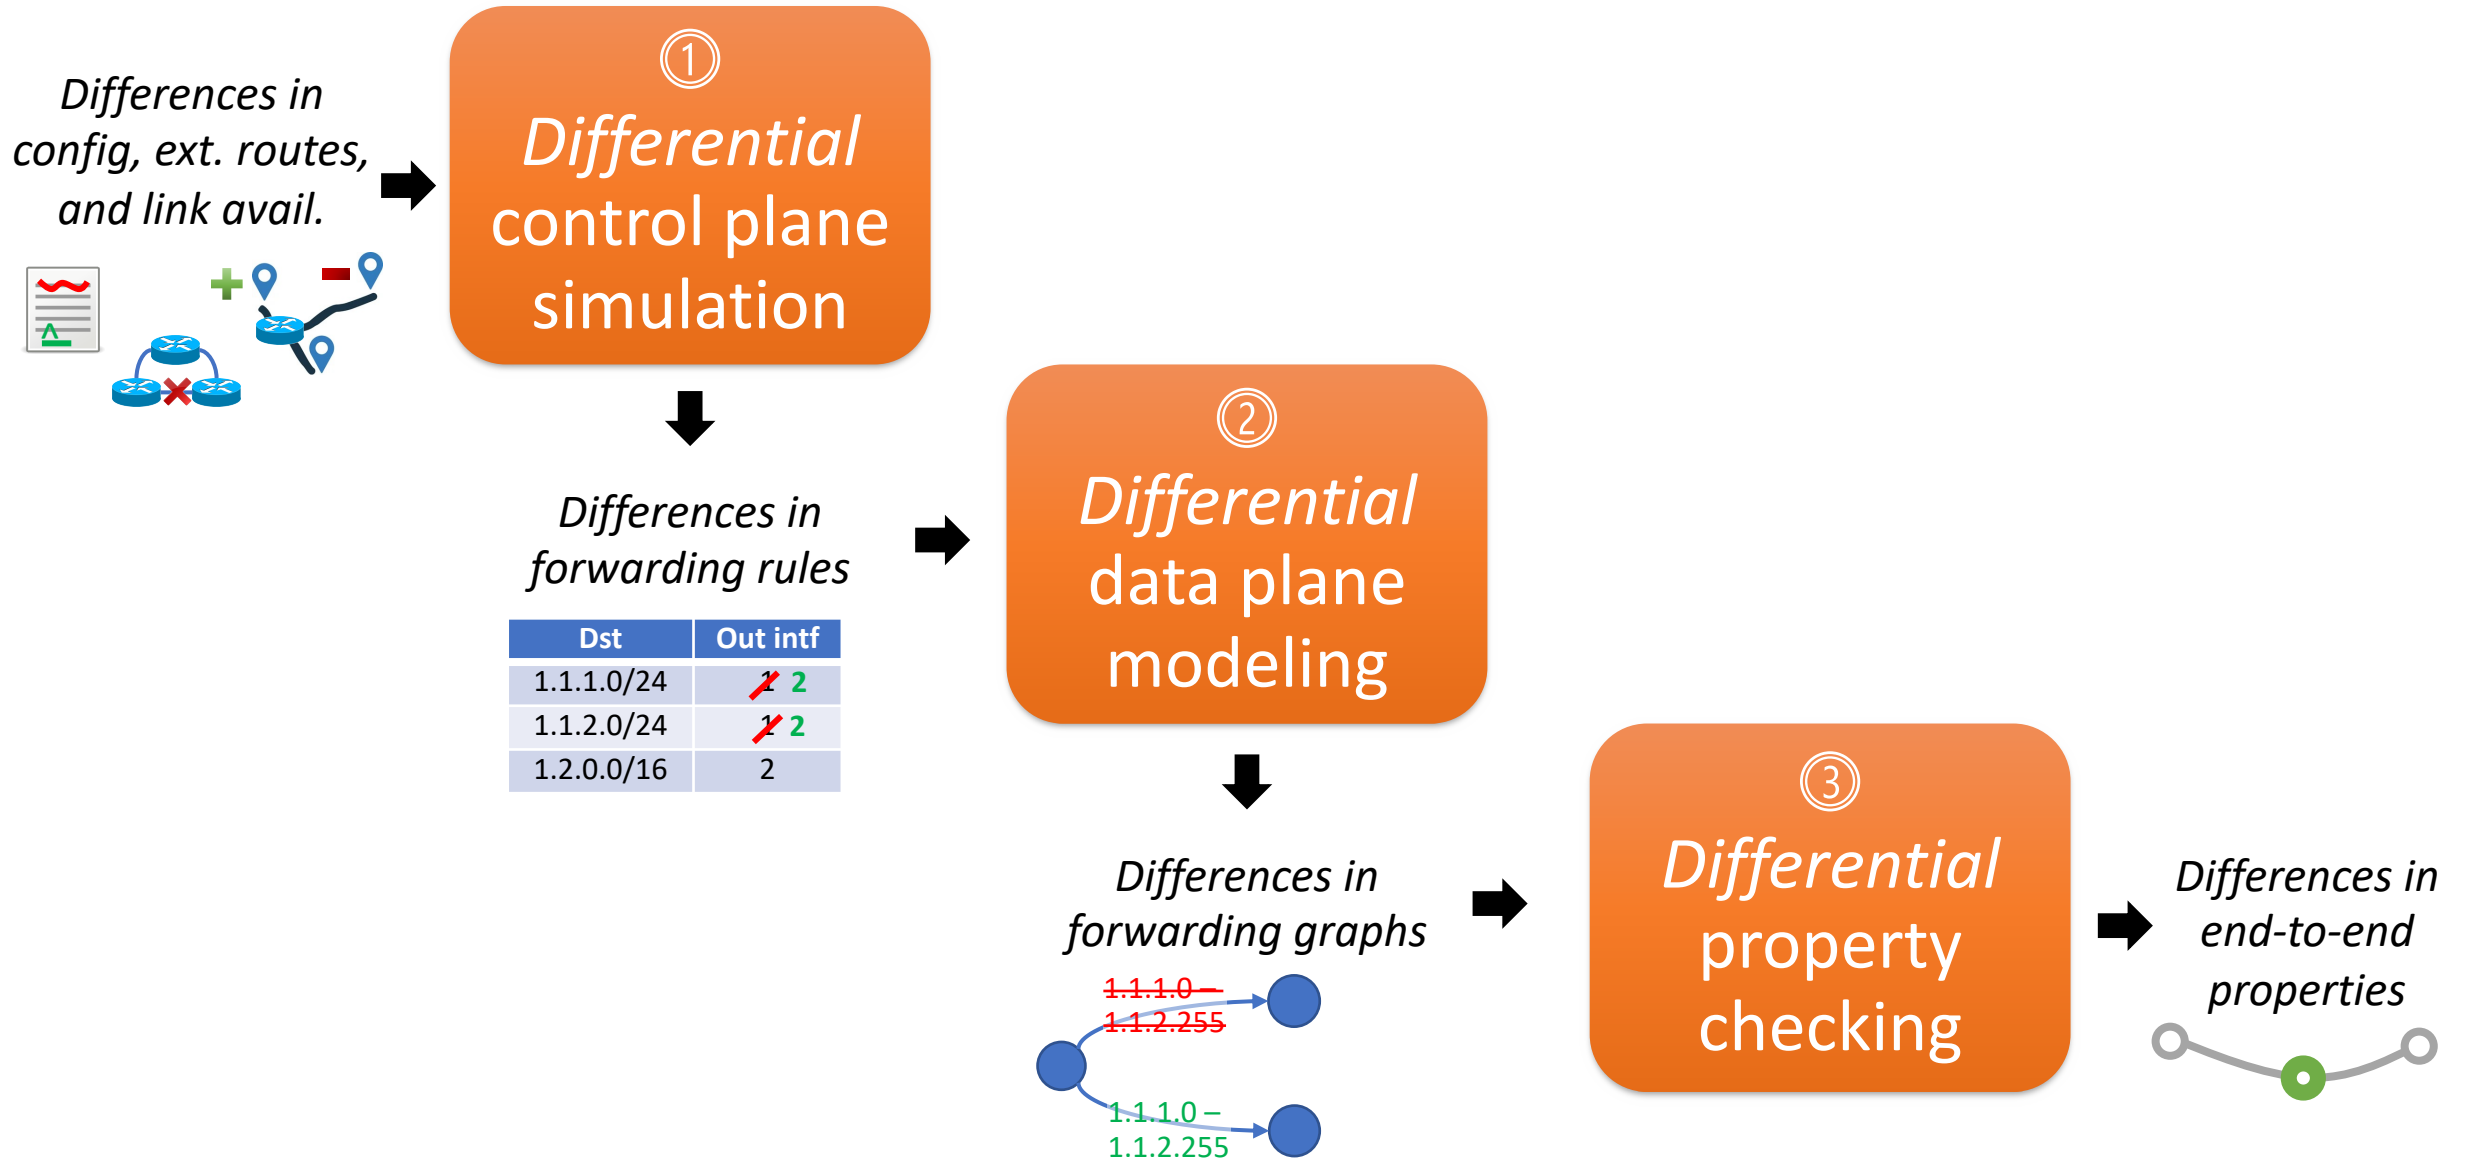 Differences in
config, ext. routes,
and link avail.
①
Differential
control plane
simulation
Differences in
forwarding rules
Dst Out intf
1.1.1.0/24 1 2
1.1.2.0/24 1 2
1.2.0.0/16 2
②
Differential
data plane
modeling
Differences in
forwarding graphs
1.1.1.0 –
1.1.2.255
1.1.1.0 –
1.1.2.255
③
Differential
property
checking
Differences in
end-to-end
properties